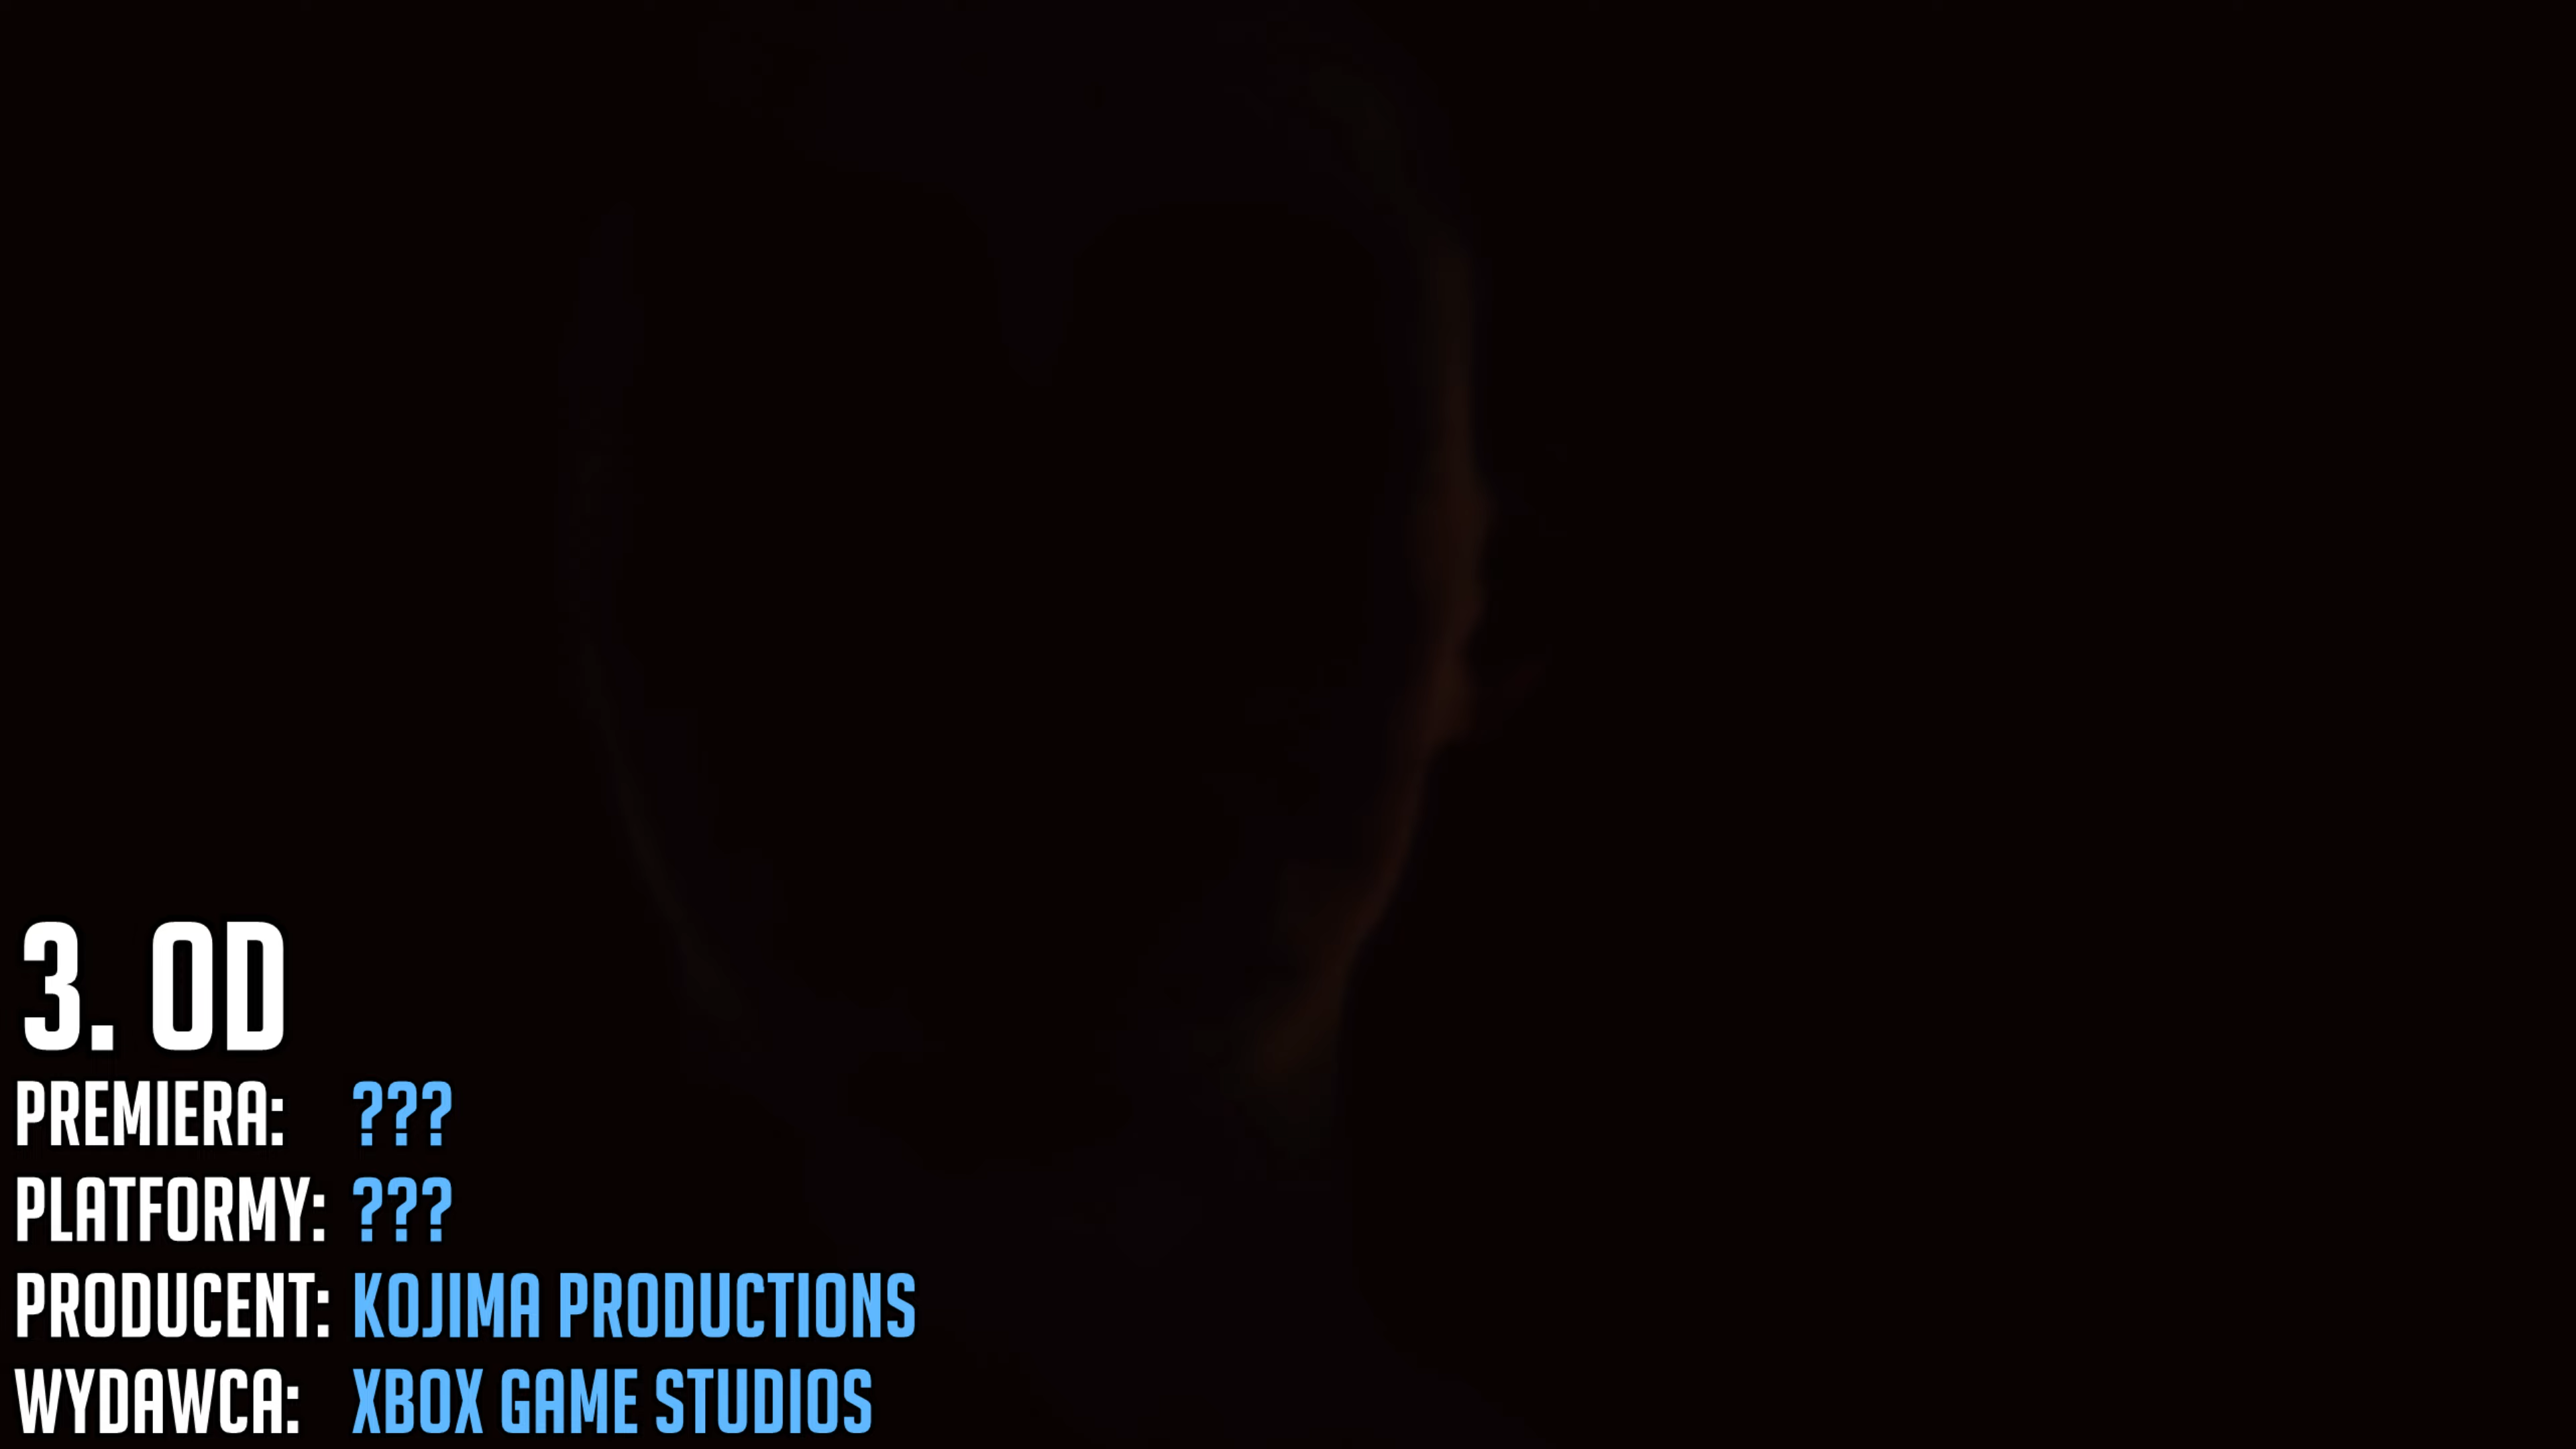 3. OD
PREMIERA: ???
PLATFORMY: ???
PRODUCENT: KOJIMA PRODUCTIONS
WYDAWCA: XBOX GAME STUDIOS